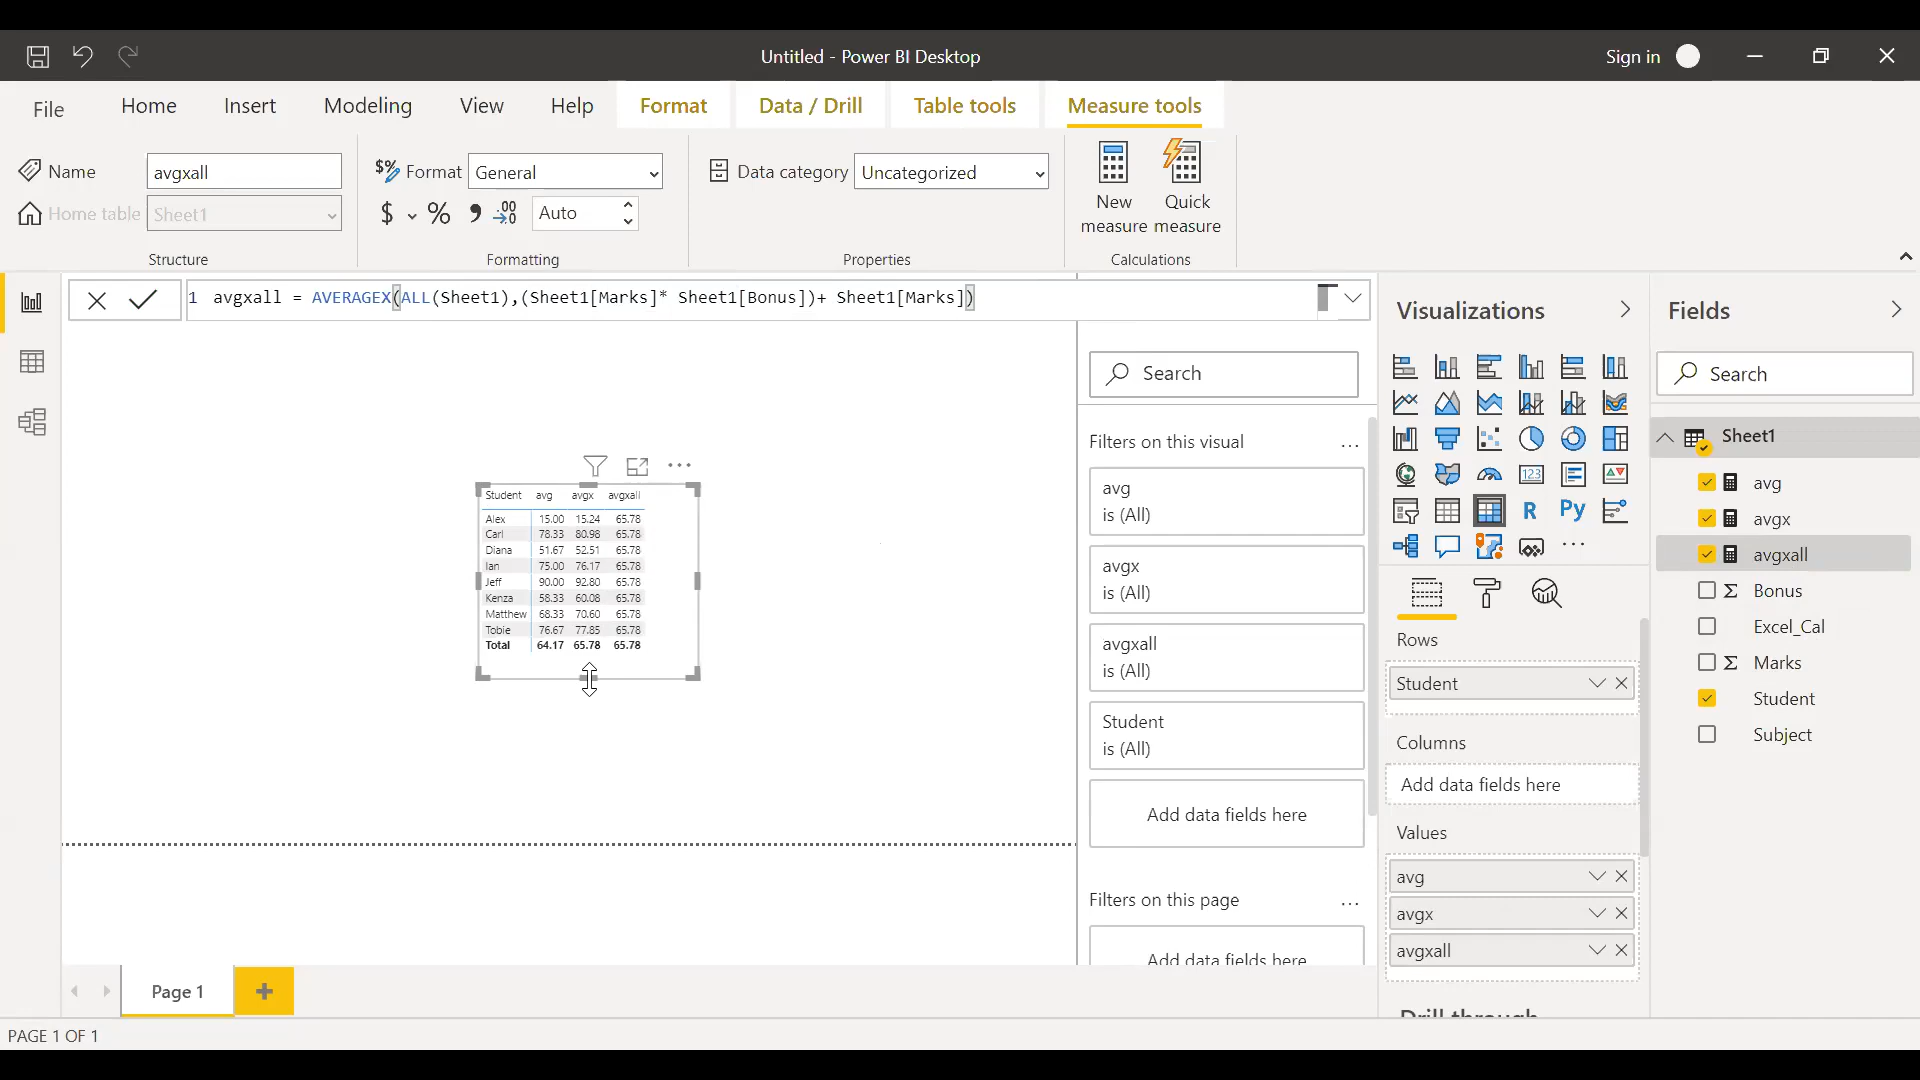 Untitled - Power BI Desktop
Sign in
File Home Insert Modeling View Help Format Data / Drill Table tools Measure tools
Name avgxall
Home table Sheet1
Structure
$% Format General
$ % , .00 →0 Auto
Formatting
Data category Uncategorized
Properties
New measure
Quick measure
Calculations
1 avgxall = AVERAGEX(ALL(Sheet1),(Sheet1[Marks]* Sheet1[Bonus])+ Sheet1[Marks])
Student avg avgx avgxall
Alex 15.00 15.24 65.78
Carl 78.33 80.98 65.78
Diana 51.67 52.51 65.78
Ian 75.00 76.17 65.78
Jeff 90.00 92.80 65.78
Kenza 58.33 60.08 65.78
Matthew 68.33 70.60 65.78
Tobie 76.67 77.85 65.78
Total 64.17 65.78 65.78
Search
Filters on this visual ...
avg
is (All)
avgx
is (All)
avgxall
is (All)
Student
is (All)
Add data fields here
Filters on this page ...
Add data fields here
Visualizations
123
R Py
...
Rows
Student
Columns
Add data fields here
Values
avg
avgx
avgxall
Drill through
Fields
Search
Sheet1
avg
avgx
avgxall
Σ Bonus
Excel_Cal
Σ Marks
Student
Subject
Page 1 +
PAGE 1 OF 1